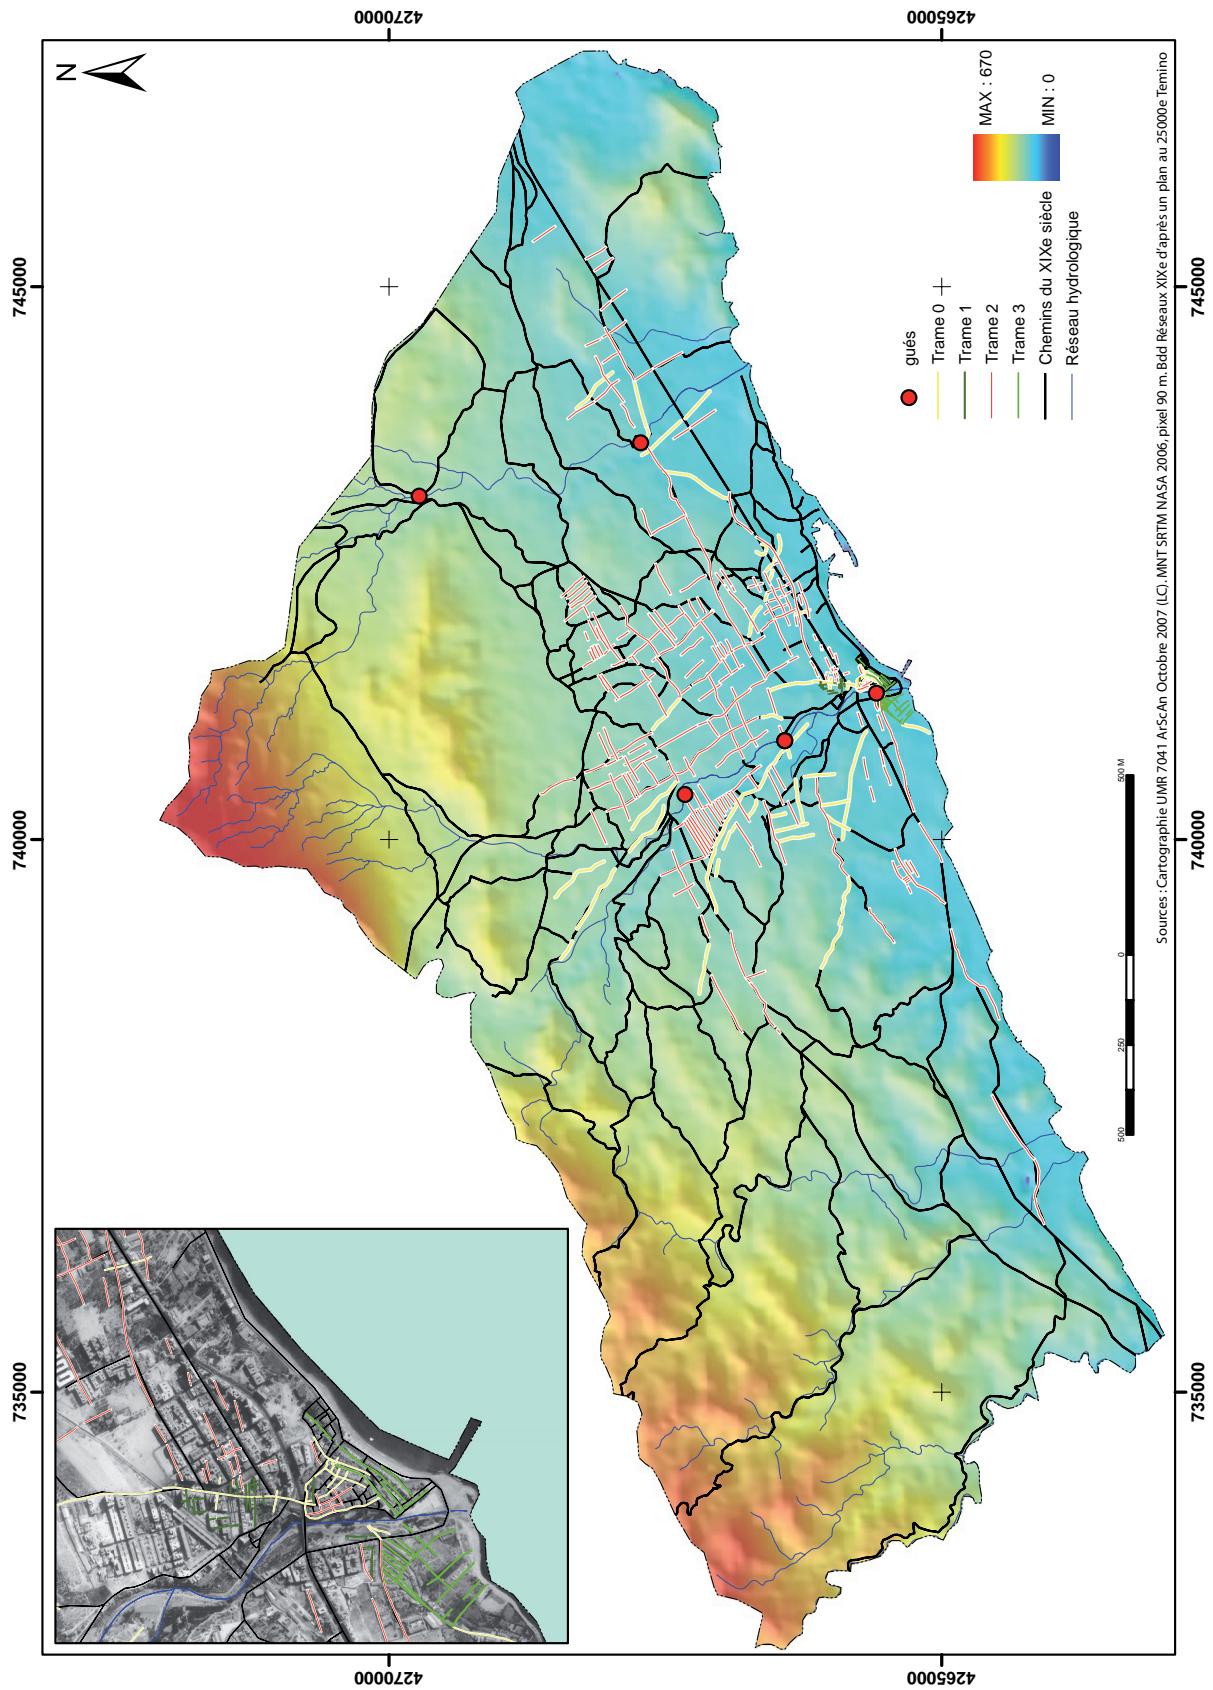 4270000
4265000
N
745000
740000
735000
745000
740000
735000
4270000
4265000
MAX : 670
MIN : 0
gués
Trame 0
Trame 1
Trame 2
Trame 3
Chemins du XIXe siècle
Réseau hydrologique
500
250
0
500 M
Sources : Cartographie UMR 7041 ArScAn Octobre 2007 (LC). MNT SRTM NASA 2006, pixel 90 m. Bdd Réseaux XIXe d'après un plan au 25000e Temino